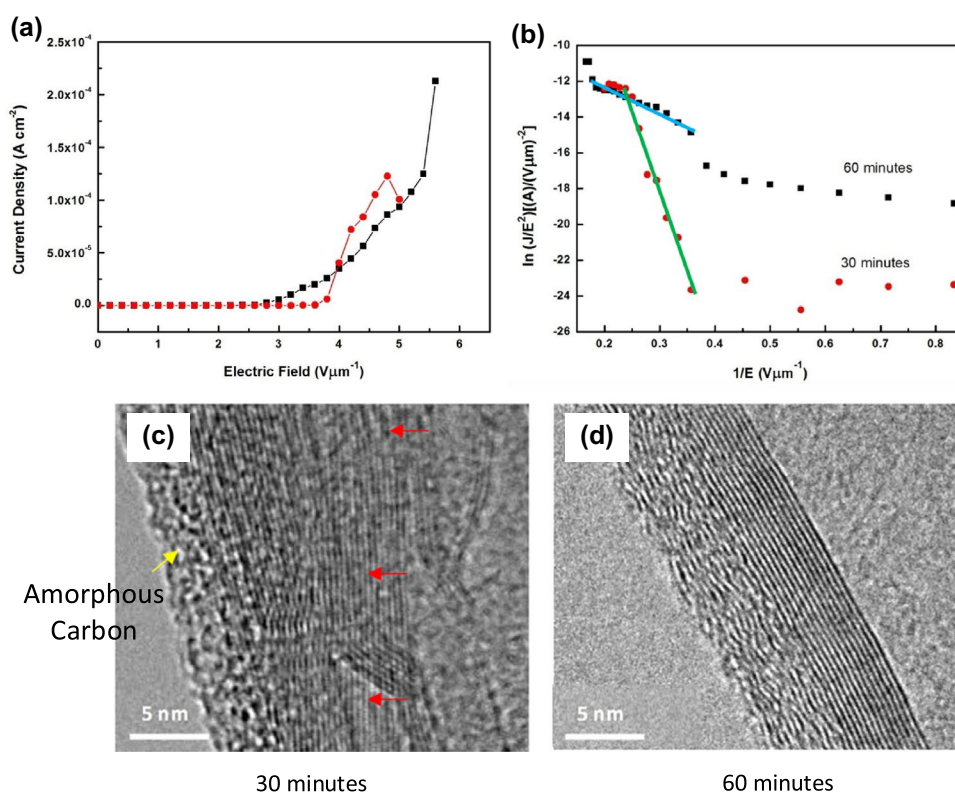 (a)
2.5x10⁻⁴
2.0x10⁻⁴
1.5x10⁻⁴
1.0x10⁻⁴
5.0x10⁻⁵
0.0
Current Density (A cm⁻²)
0 1 2 3 4 5 6
Electric Field (Vμm⁻¹)
(b)
-10
-12
-14
-16
-18
-20
-22
-24
-26
ln (J/E²)[(A)/(Vμm)⁻²]
60 minutes
30 minutes
0.2 0.3 0.4 0.5 0.6 0.7 0.8
1/E (Vμm⁻¹)
(c)
Amorphous
Carbon
5 nm
30 minutes
(d)
5 nm
60 minutes